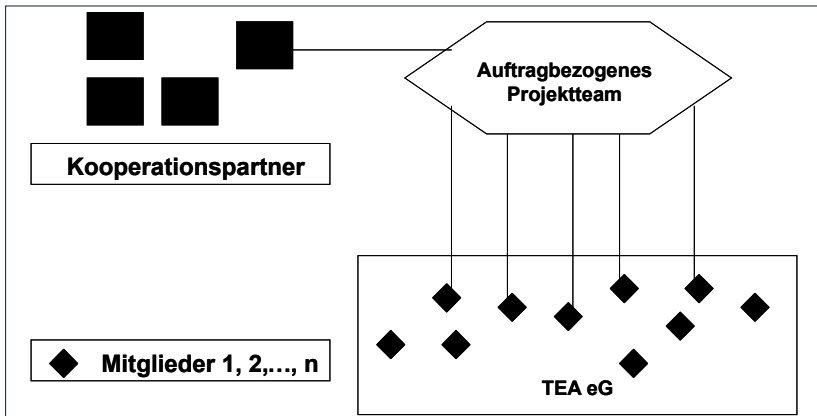 Auftragbezogenes
Projektteam
Kooperationspartner
Mitglieder 1, 2,..., n
TEA eG